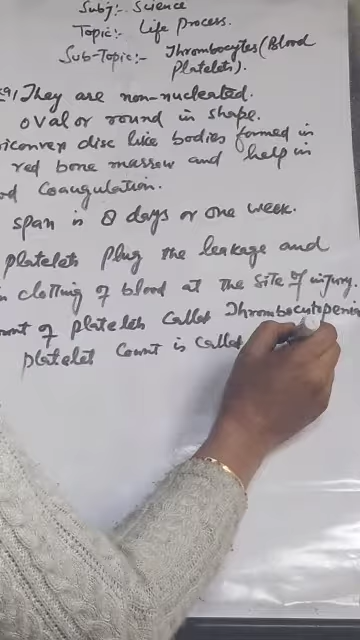 Subj:- Science
Topic:- Life Process.
Sub-Topic:- Thrombocytes (Blood
Platelets).
They are non-nucleated.
oval or round in shape.
disc like bodies formed in
red bone marrow and help in
Coagulation.
span is 8 days or one week.
Platelets Plug the leakage and
clotting of blood at the site of injury.
of Platelets Called
Platelet Count is Called